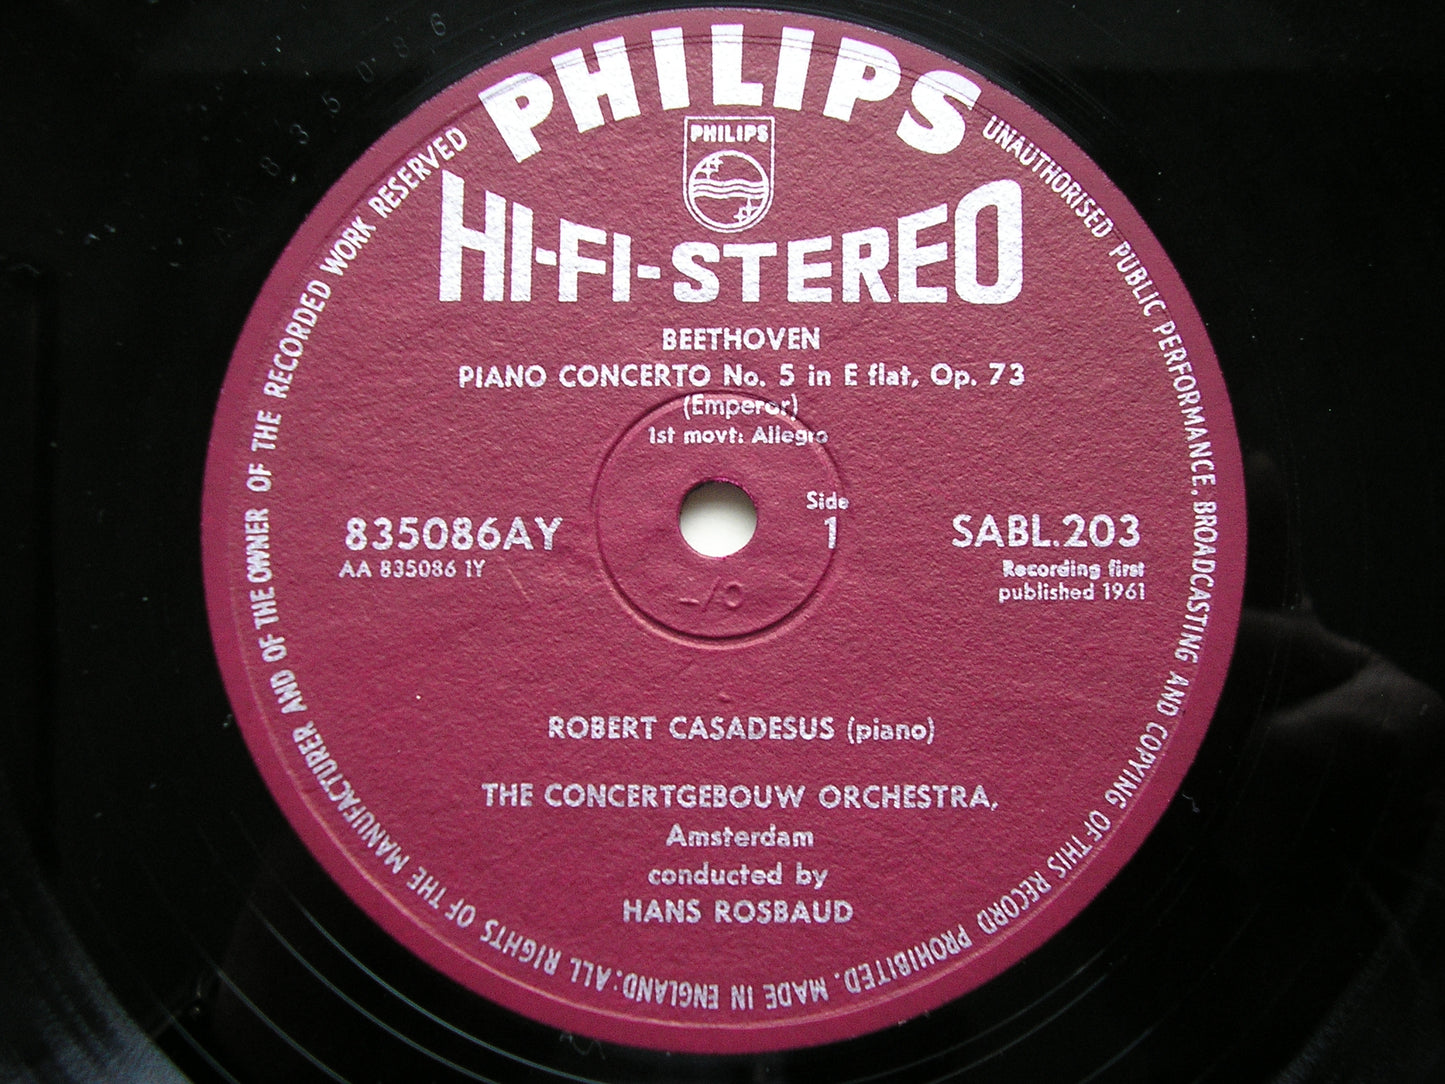 PHILIPS
PHILIPS
HI-FI-STEREO
BEETHOVEN
PIANO CONCERTO No. 5 in E flat, Op. 73
(Emperor)
1st movt: Allegro
Side
1
835086AY
AA 835086 1Y
SABL.203
Recording first
published 1961
ROBERT CASADESUS (piano)
THE CONCERTGEBOUW ORCHESTRA,
Amsterdam
conducted by
HANS ROSBAUD
MADE IN ENGLAND: ALL RIGHTS OF THE MANUFACTURER AND OF THE OWNER OF THE RECORDED WORK RESERVED
UNAUTHORISED PUBLIC PERFORMANCE, BROADCASTING AND COPYING OF THIS RECORD PROHIBITED.
835086